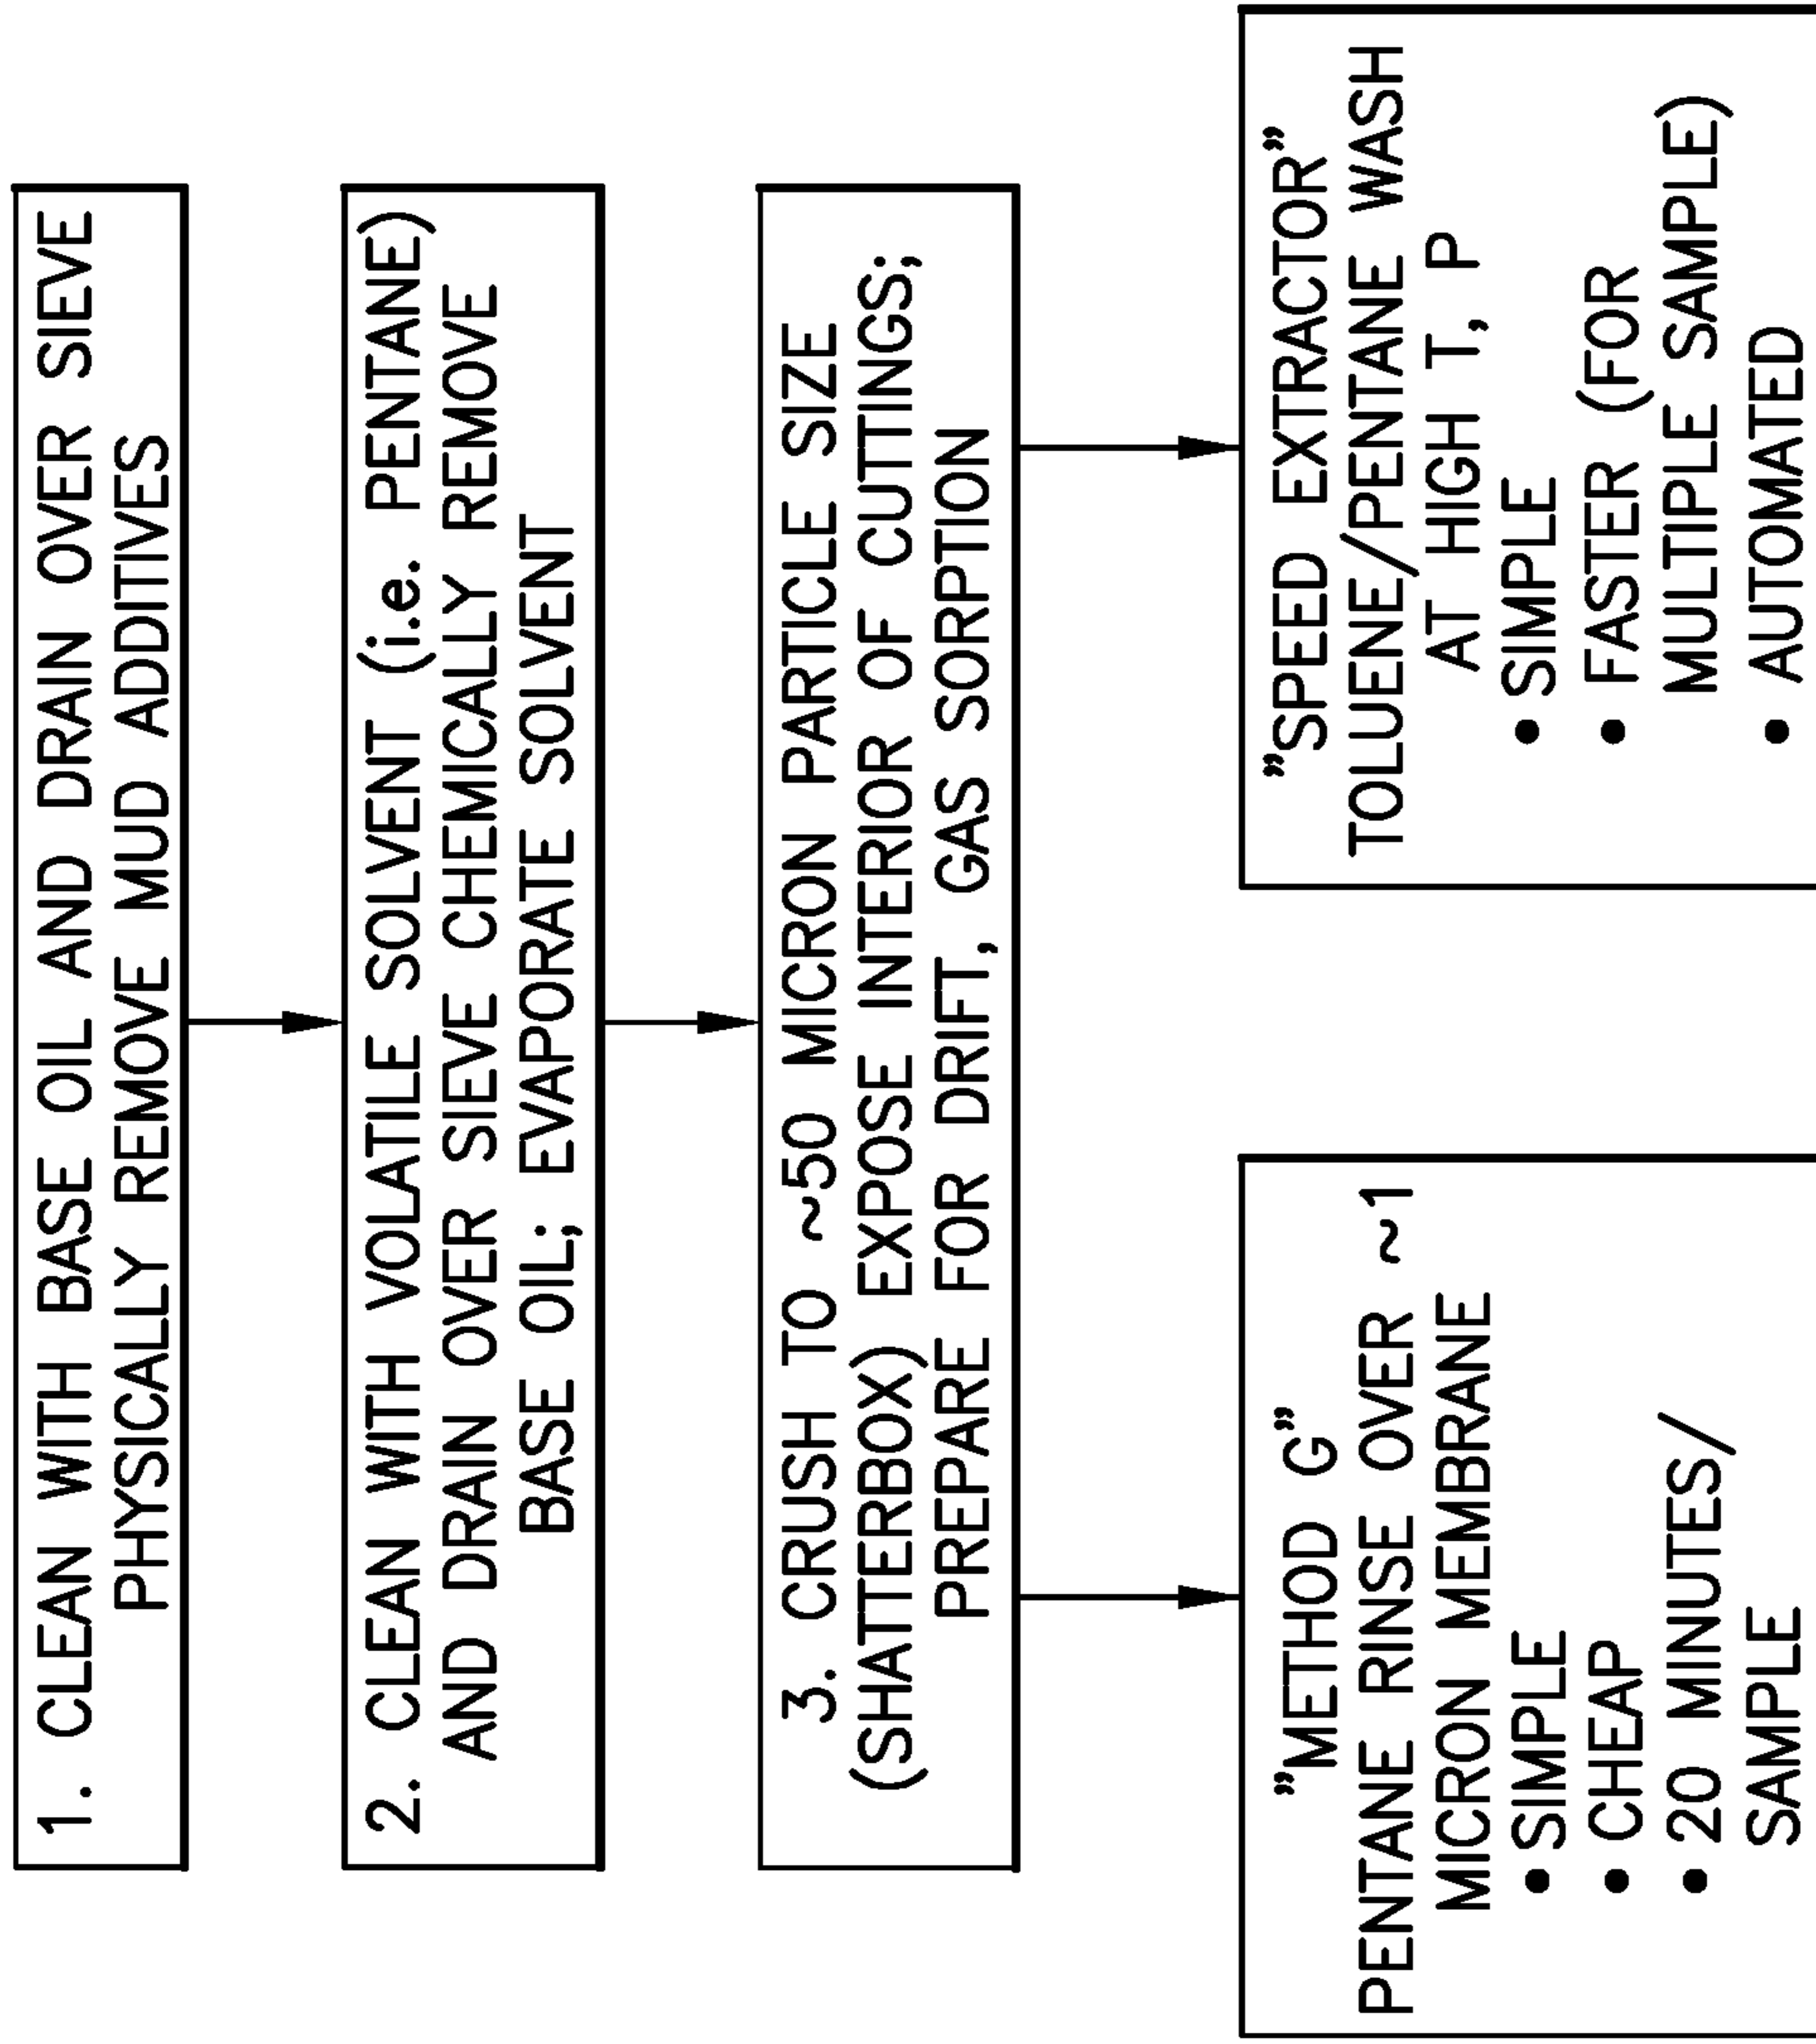 1. CLEAN WITH BASE OIL AND DRAIN OVER SIEVE
PHYSICALLY REMOVE MUD ADDITIVES
2. CLEAN WITH VOLATILE SOLVENT (i.e. PENTANE)
AND DRAIN OVER SIEVE CHEMICALLY REMOVE
BASE OIL; EVAPORATE SOLVENT
3. CRUSH TO ~50 MICRON PARTICLE SIZE
(SHATTERBOX) EXPOSE INTERIOR OF CUTTINGS;
PREPARE FOR DRIFT, GAS SORPTION
"METHOD G"
PENTANE RINSE OVER ~1
MICRON MEMBRANE
• SIMPLE
• CHEAP
• 20 MINUTES/
SAMPLE
"SPEED EXTRACTOR"
TOLUENE/PENTANE WASH
AT HIGH T, P
• SIMPLE
• FASTER (FOR
MULTIPLE SAMPLE)
• AUTOMATED